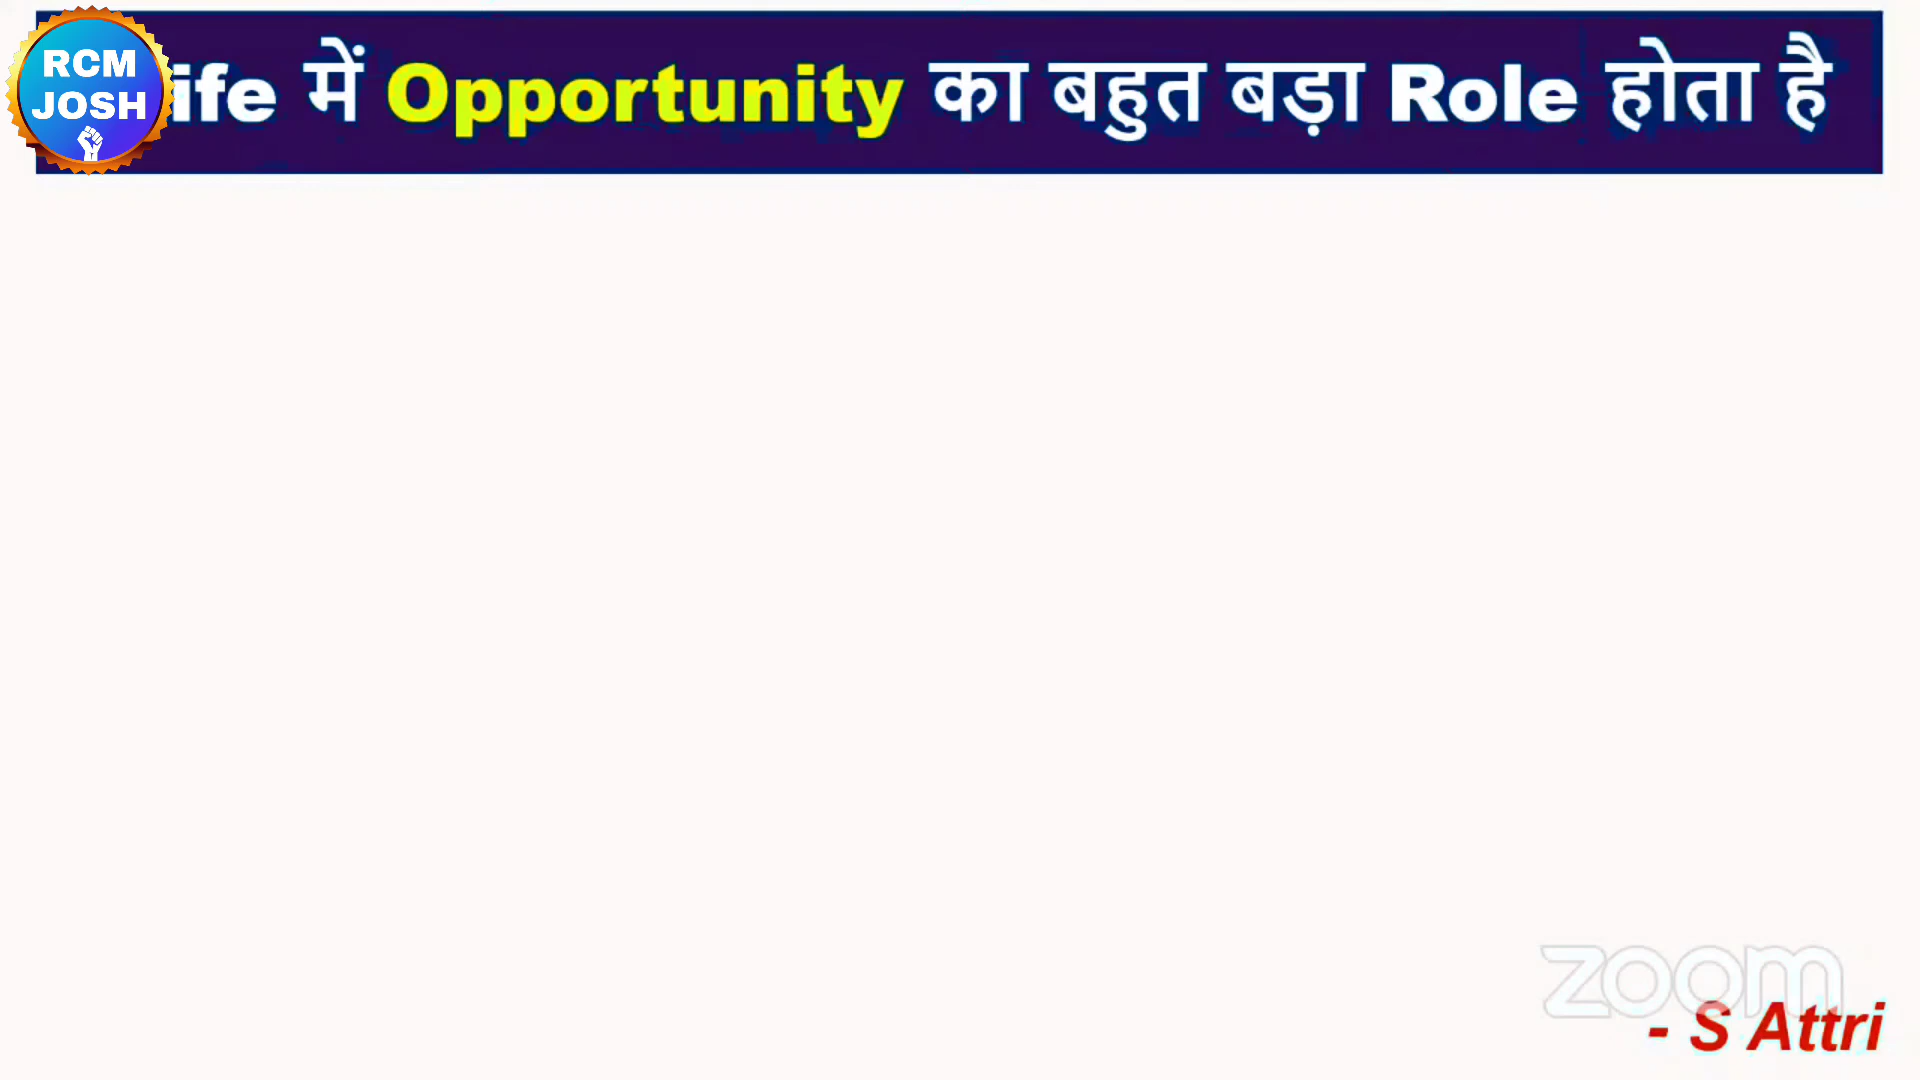 RCM
JOSH
ife में Opportunity का बहुत बड़ा Role होता है
zoom
- S Attri